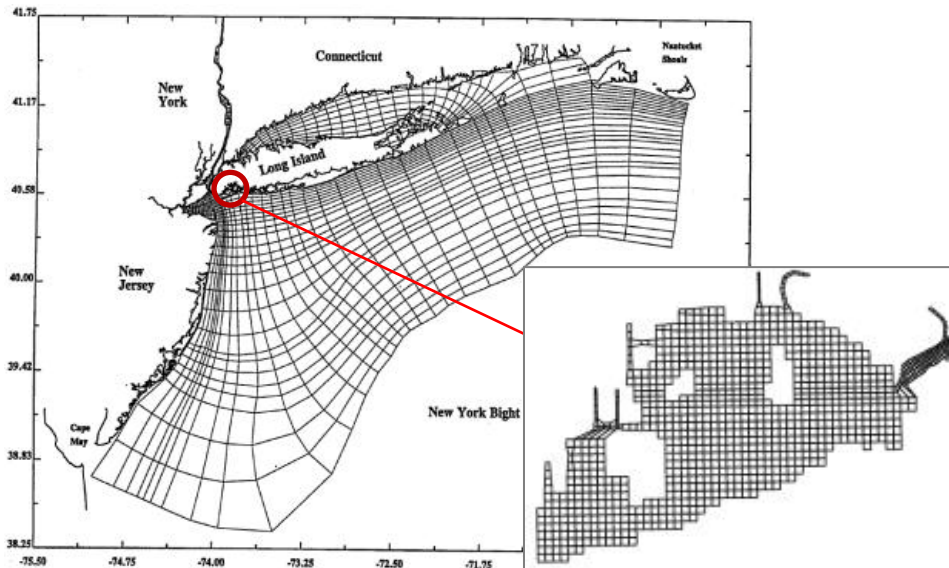 41.75
41.17
40.58
40.00
39.42
38.83
38.25
-75.50
-74.75
-74.00
-73.25
-72.50
-71.75
Connecticut
Nantucket
Shoals
New
York
Long Island
New
Jersey
New York Bight
Cape
May